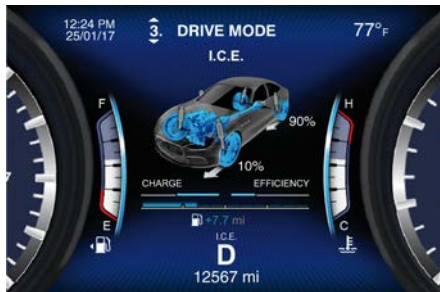 12:24 PM
25/01/17
3. DRIVE MODE
77°F
I.C.E.
F
H
90%
10%
CHARGE
EFFICIENCY
+7.7 mi
E
C
I.C.E.
D
12567 mi